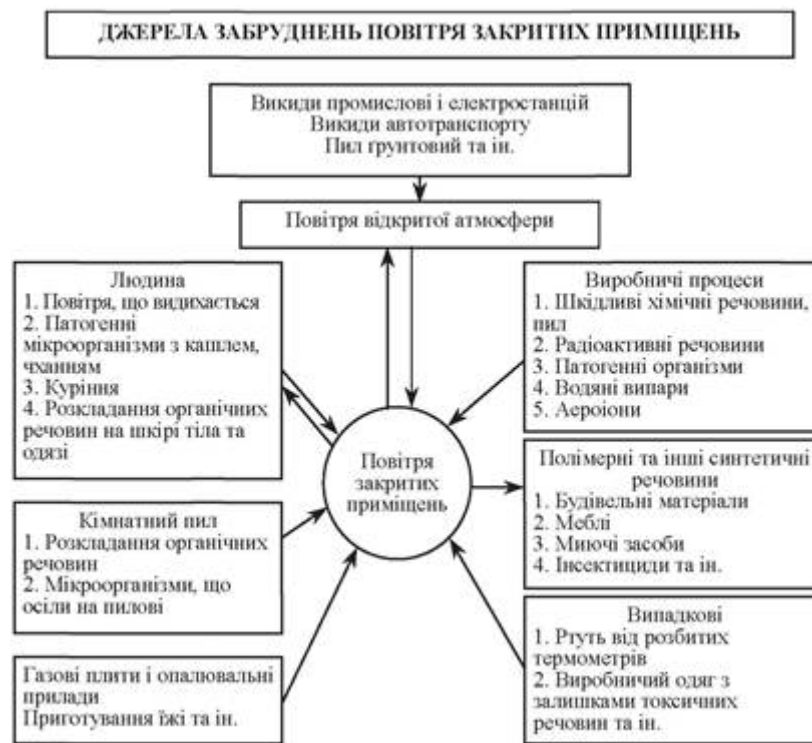 ДЖЕРЕЛА ЗАБРУДНЕНЬ ПОВІТРЯ ЗАКРИТИХ ПРИМІЩЕНЬ
Викиди промислові і електростанцій
Викиди автотранспорту
Пил ґрунтовий та ін.
Повітря відкритої атмосфери
Людина
1. Повітря, що видихається
2. Патогенні
мікроорганізми з кашлем,
чханням
3. Куріння
4. Розкладання органічних
речовин на шкірі тіла та
одязі
Кімнатний пил
1. Розкладання органічних
речовин
2. Мікроорганізми, що
осіли на пилові
Газові плити і опалювальні
прилади
Приготування їжі та ін.
Повітря
закритих
приміщень
Виробничі процеси
1. Шкідливі хімічні речовини,
пил
2. Радіоактивні речовини
3. Патогенні організми
4. Водяні випари
5. Аероіони
Полімерні та інші синтетичні
речовини
1. Будівельні матеріали
2. Меблі
3. Миючі засоби
4. Інсектициди та ін.
Випадкові
1. Ртуть від розбитих
термометрів
2. Виробничий одяг з
залишками токсичних
речовин та ін.